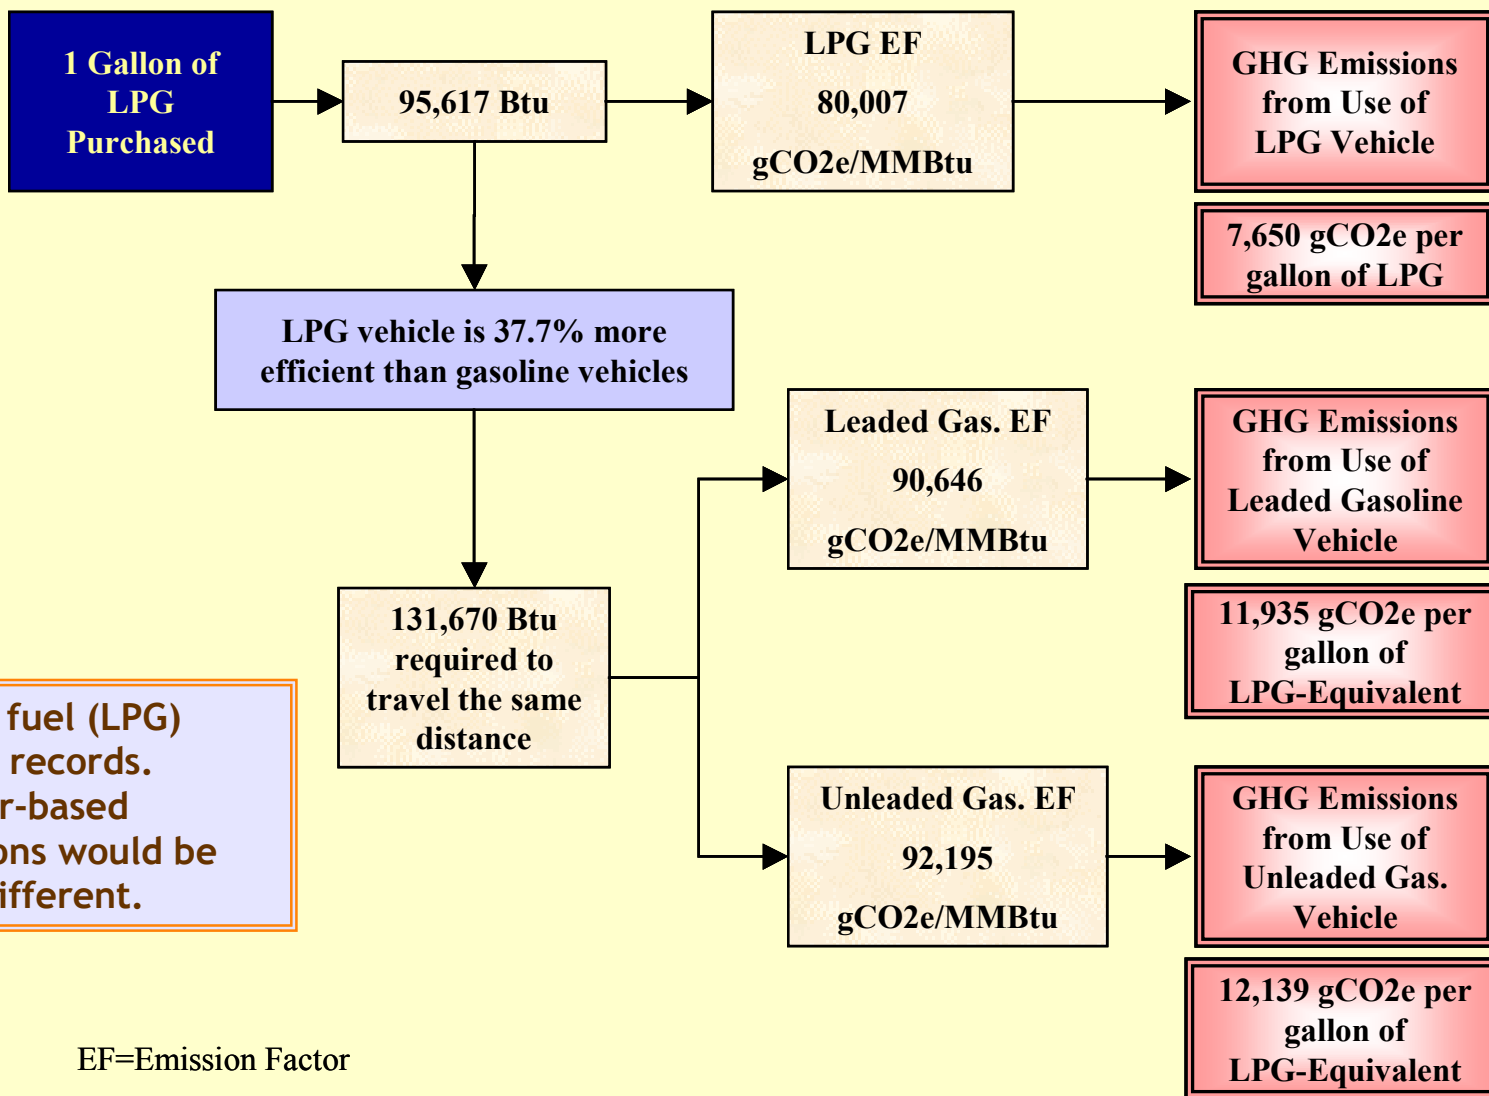 1 Gallon of
LPG
Purchased
95,617 Btu
LPG EF
80,007
gCO2e/MMBtu
GHG Emissions
from Use of
LPG Vehicle
7,650 gCO2e per
gallon of LPG
LPG vehicle is 37.7% more
efficient than gasoline vehicles
Leaded Gas. EF
90,646
gCO2e/MMBtu
GHG Emissions
from Use of
Leaded Gasoline
Vehicle
11,935 gCO2e per
gallon of
LPG-Equivalent
131,670 Btu
required to
travel the same
distance
fuel (LPG)
records.
r-based
ons would be
ifferent.
Unleaded Gas. EF
92,195
gCO2e/MMBtu
GHG Emissions
from Use of
Unleaded Gas.
Vehicle
12,139 gCO2e per
gallon of
LPG-Equivalent
EF=Emission Factor